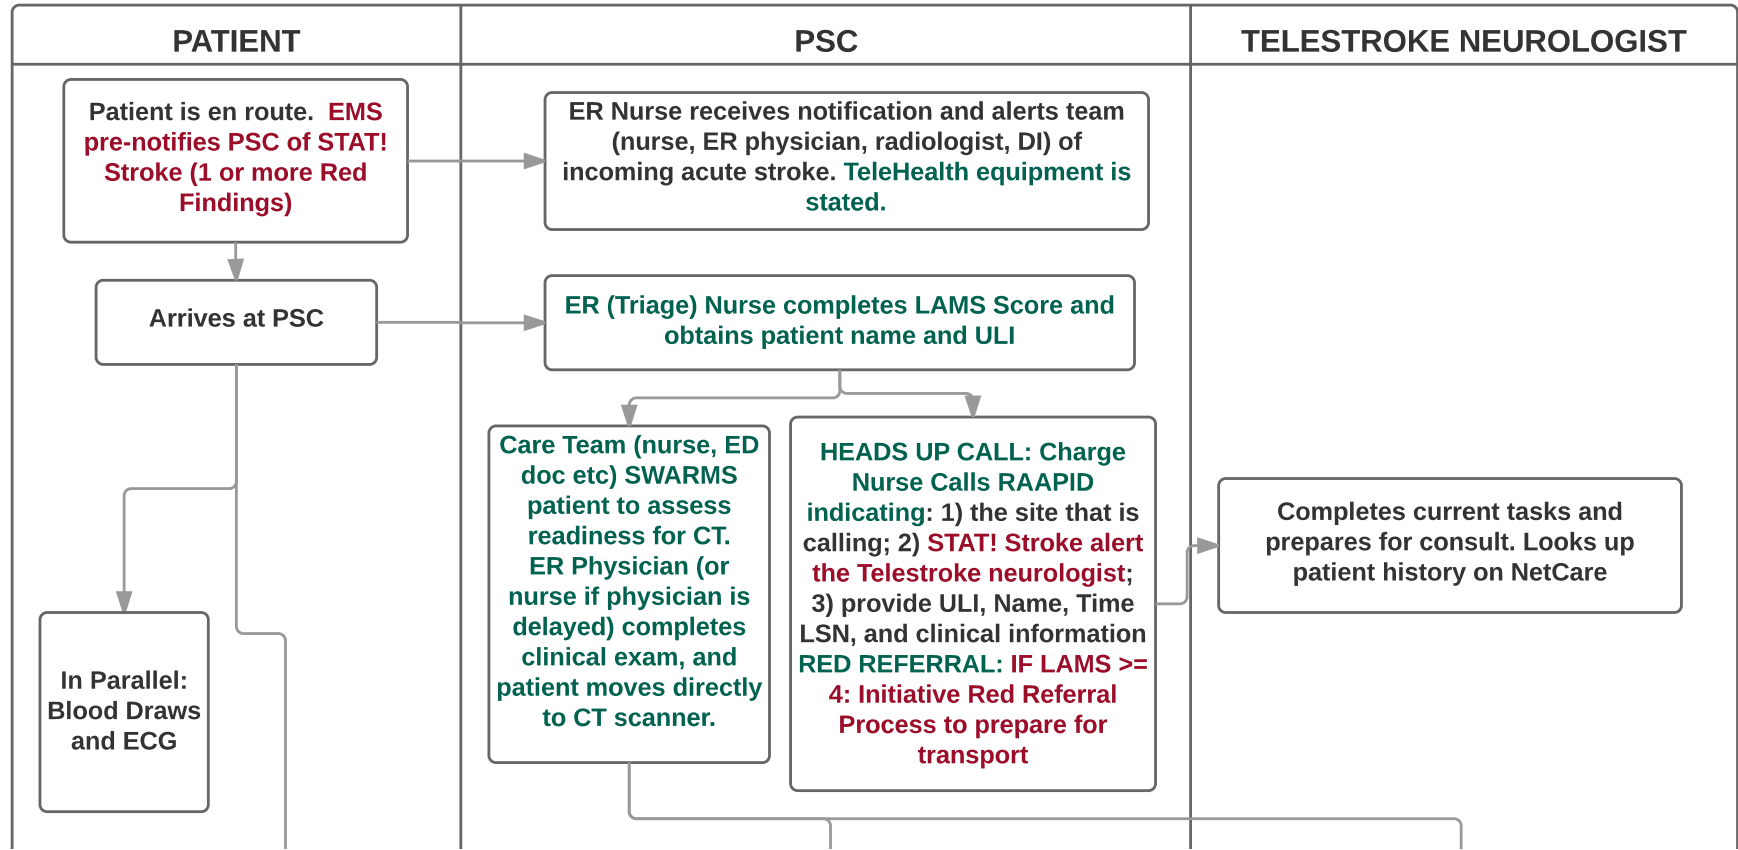 PATIENT
PSC
TELESTROKE NEUROLOGIST
Patient is en route. EMS
pre-notifies PSC of STAT!
Stroke (1 or more Red
Findings)
ER Nurse receives notification and alerts team
(nurse, ER physician, radiologist, DI) of
incoming acute stroke. TeleHealth equipment is
stated.
Arrives at PSC
ER (Triage) Nurse completes LAMS Score and
obtains patient name and ULI
Care Team (nurse, ED
doc etc) SWARMS
patient to assess
readiness for CT.
ER Physician (or
nurse if physician is
delayed) completes
clinical exam, and
patient moves directly
to CT scanner.
HEADS UP CALL: Charge
Nurse Calls RAAPID
indicating: 1) the site that is
calling; 2) STAT! Stroke alert
the Telestroke neurologist;
3) provide ULI, Name, Time
LSN, and clinical information
RED REFERRAL: IF LAMS >=
4: Initiative Red Referral
Process to prepare for
transport
Completes current tasks and
prepares for consult. Looks up
patient history on NetCare
In Parallel:
Blood Draws
and ECG